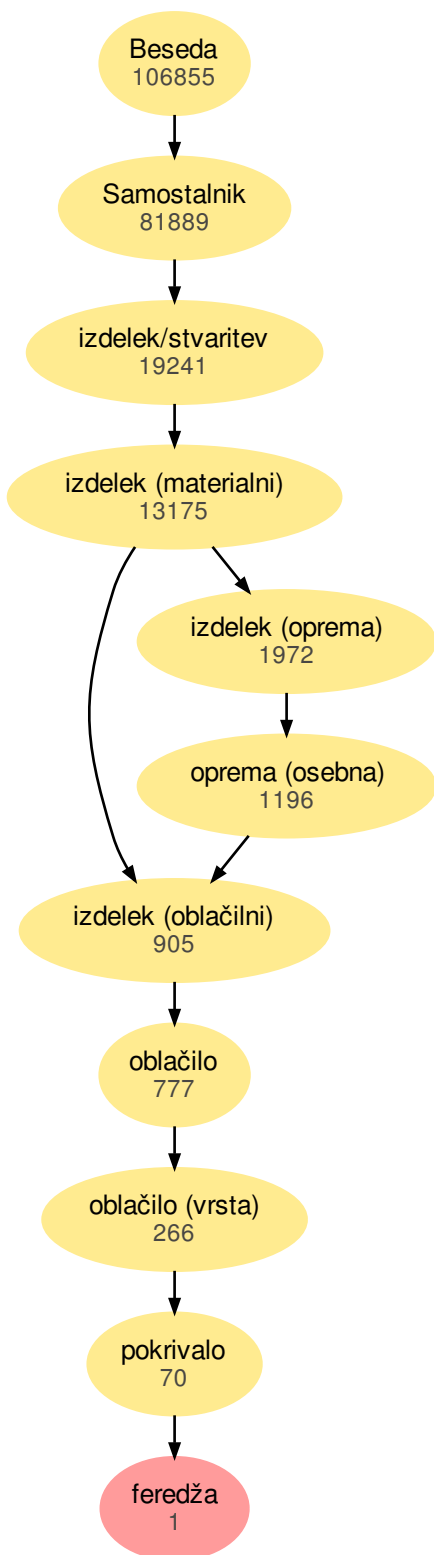 Beseda
106855
Samostalnik
81889
izdelek/stvaritev
19241
izdelek (materialni)
13175
izdelek (oprema)
1972
oprema (osebna)
1196
izdelek (oblačilni)
905
oblačilo
777
oblačilo (vrsta)
266
pokrivalo
70
feredža
1